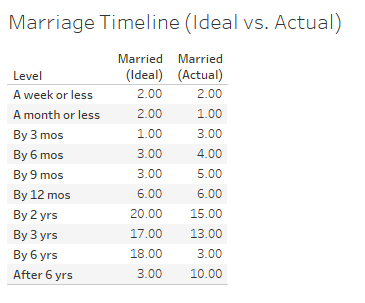 Marriage Timeline (Ideal vs. Actual)
Married Married
Level (Ideal) (Actual)
A week or less 2.00 2.00
A month or less 2.00 1.00
By 3 mos 1.00 3.00
By 6 mos 3.00 4.00
By 9 mos 3.00 5.00
By 12 mos 6.00 6.00
By 2 yrs 20.00 15.00
By 3 yrs 17.00 13.00
By 6 yrs 18.00 3.00
After 6 yrs 3.00 10.00